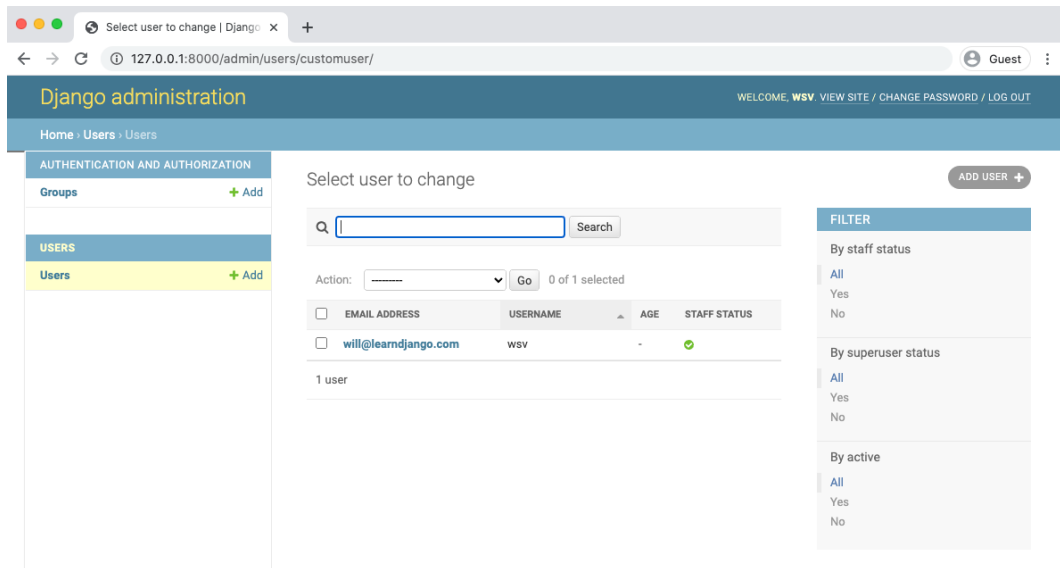 Select user to change | Django
127.0.0.1:8000/admin/users/customuser/
Guest
Django administration
WELCOME, WSV. VIEW SITE / CHANGE PASSWORD / LOG OUT
Home › Users › Users
AUTHENTICATION AND AUTHORIZATION
Groups + Add
USERS
Users + Add
Select user to change
ADD USER +
Search
Action: --------- Go 0 of 1 selected
EMAIL ADDRESS USERNAME AGE STAFF STATUS
will@learndjango.com wsv -
1 user
FILTER
By staff status
All
Yes
No
By superuser status
All
Yes
No
By active
All
Yes
No